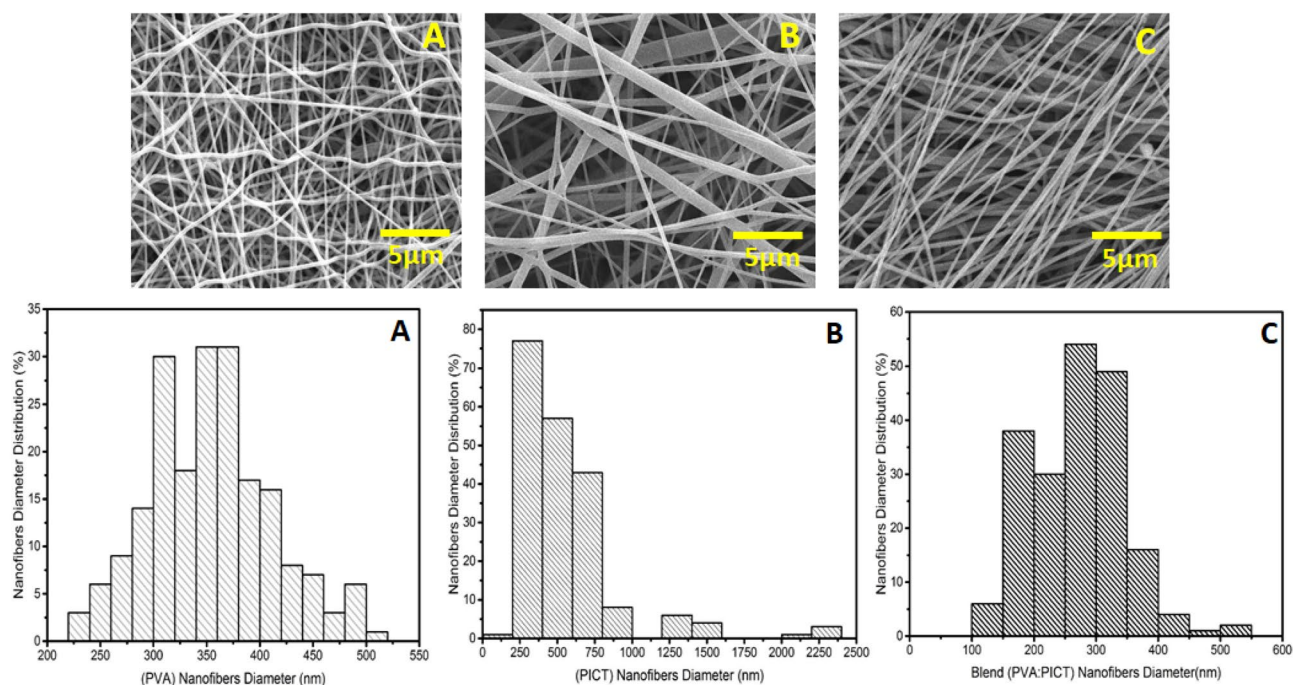 A
5µm
B
5µm
C
5µm
A
Nanofibers Diameter Distribution (%)
35
30
25
20
15
10
5
0
200 250 300 350 400 450 500 550
(PVA) Nanofibers Diameter (nm)
B
Nanofibers Diameter Disribution (%)
80
70
60
50
40
30
20
10
0
0 250 500 750 1000 1250 1500 1750 2000 2250 2500
(PICT) Nanofibers Diameter (nm)
C
Nanofibers Diameter Disribution (%)
60
50
40
30
20
10
0
0 100 200 300 400 500 600
Blend (PVA:PICT) Nanofibers Diameter(nm)